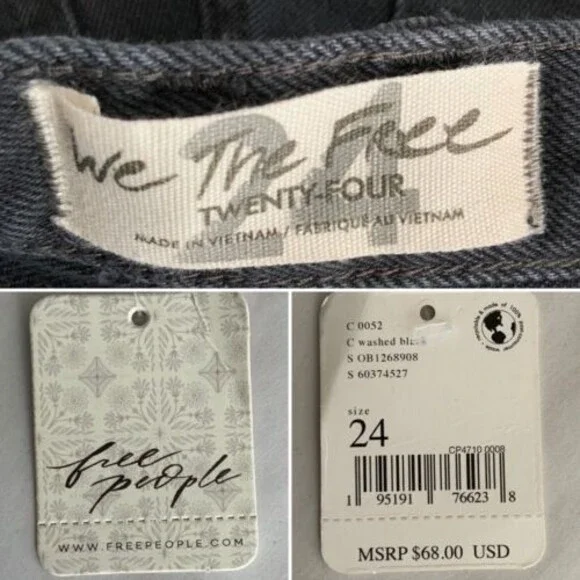 We The Free
24
TWENTY-FOUR
MADE IN VIETNAM / FABRIQUÉ AU VIETNAM
free
people
WWW.FREEPEOPLE.COM
C 0052
C washed black
S OB1268908
S 60374527
size
24
CP4710 0008
1 95191 76623 8
MSRP $68.00 USD